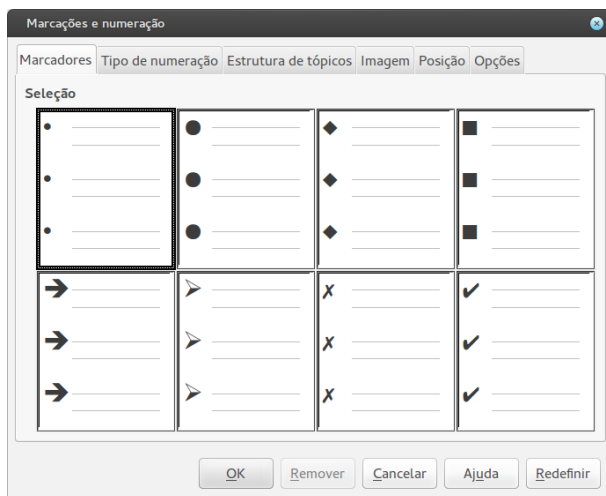 Marcações e numeração
Marcadores Tipo de numeração Estrutura de tópicos Imagem Posição Opções
Seleção
OK Remover Cancelar Ajuda Redefinir